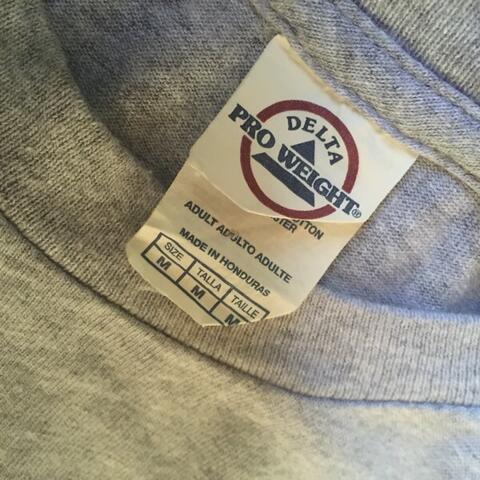 DELTA
PRO WEIGHT®
ADULT ADULTO ADULTE
MADE IN HONDURAS
SIZE TALLA TAILLE
M M M